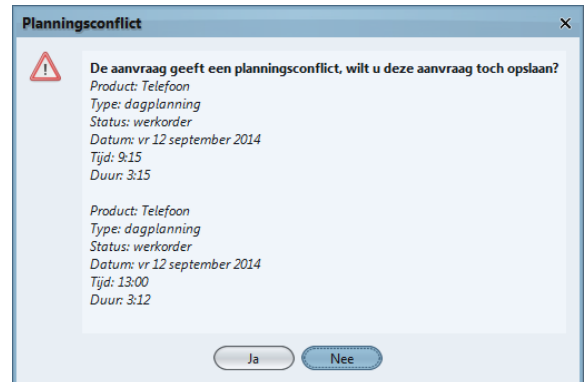 Planningsconflict
De aanvraag geeft een planningsconflict, wilt u deze aanvraag toch opslaan?
Product: Telefoon
Type: dagplanning
Status: werkorder
Datum: vr 12 september 2014
Tijd: 9:15
Duur: 3:15
Product: Telefoon
Type: dagplanning
Status: werkorder
Datum: vr 12 september 2014
Tijd: 13:00
Duur: 3:12
Ja
Nee